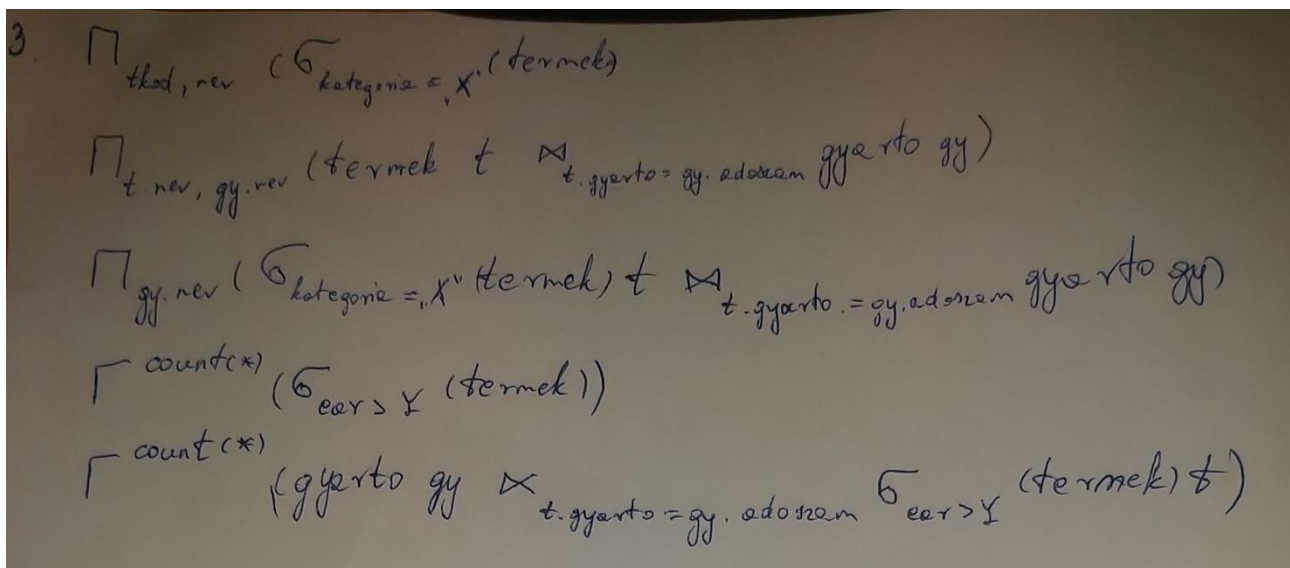 3. Π tkod, nev (σ kategoria = „X” (termek)
Π t.nev, gy.nev (termek t ⋈ t.gyarto = gy.adoszam gyarto gy)
Π gy.nev (σ kategoria = „X” (termek) t ⋈ t.gyarto = gy.adoszam gyarto gy)
Γ count(*) (σ ear > Y (termek))
Γ count(*) (gyarto gy ⋉ t.gyarto = gy.adoszam σ ear > Y (termek) t)